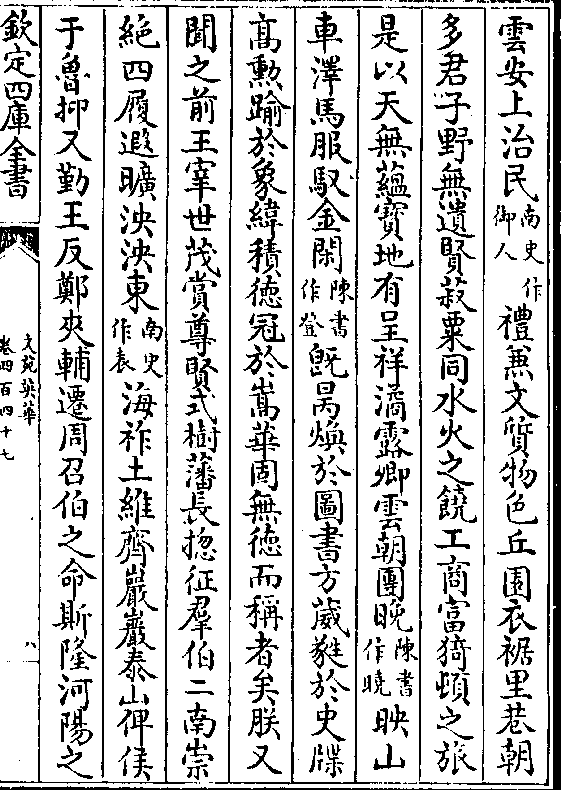 雲安上治民南史作御人禮兼文質物色丘園衣裾里巷朝
多君子野無遺賢菽粟同水火之饒工商富猗頓之旅
是以天無藴寳地有呈祥潏露卿雲朝團晩陳書作曉映山
車澤馬服馭金閑陳書作登旣景煥於圖書方葳蕤於史牒
髙勲踰於象緯積徳冠於嵩華固無徳而稱者矣朕又
聞之前王宰世茂賞尊賢式樹藩長揔征羣伯二南崇
絶四履遐曠泱泱東南史作表海祚土維齊巖巖泰山俾侯
于魯抑又勤王反鄭夾輔遷周召伯之命斯隆河陽之
欽定四庫全書
文苑英華
卷四百四十七
八